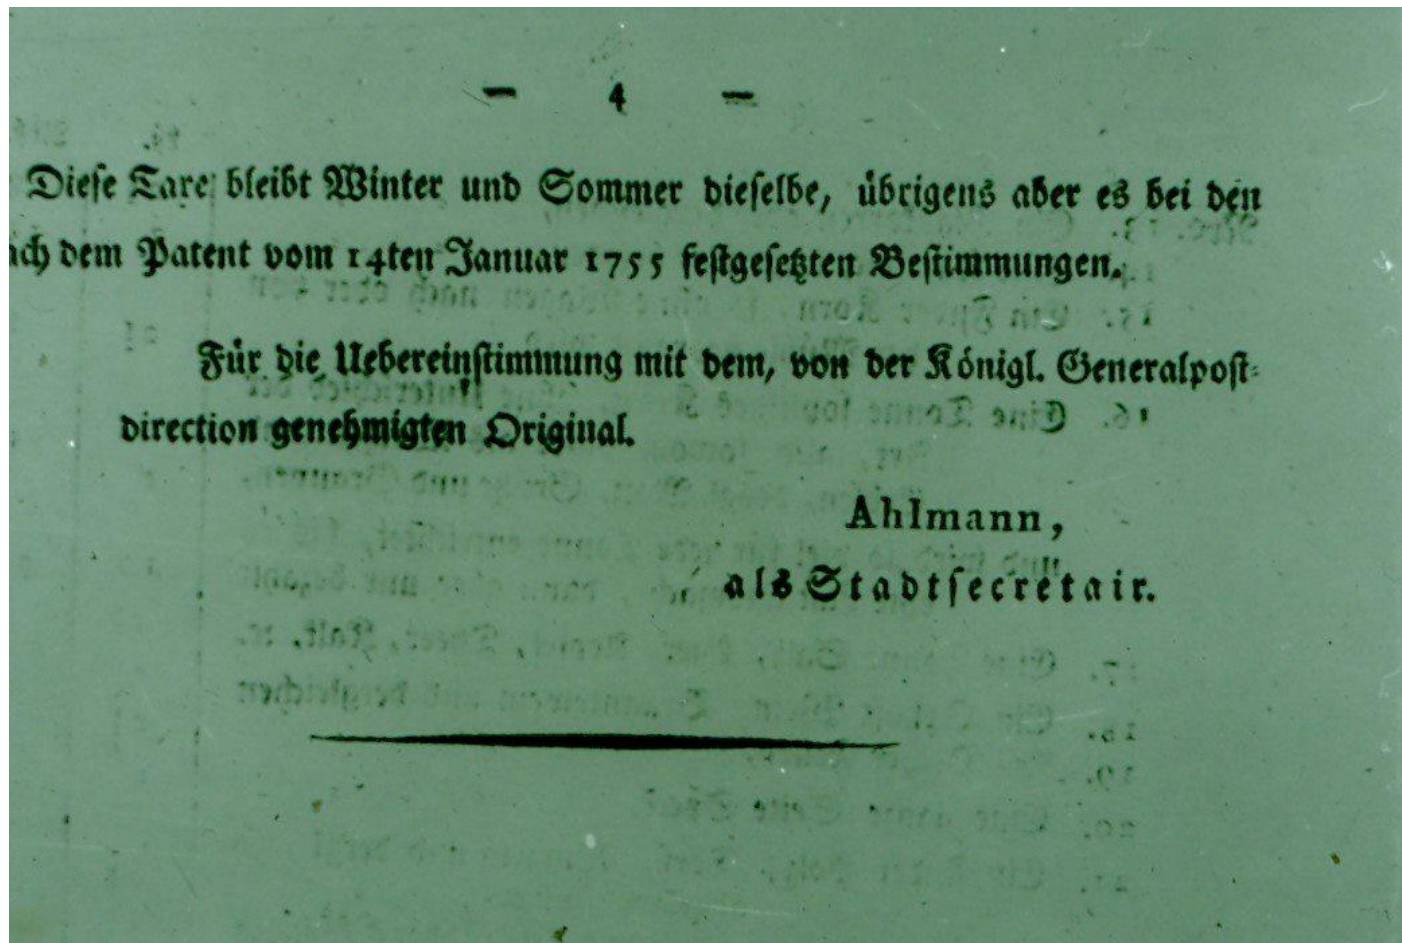 — 4 —
Diese Taxe bleibt Winter und Sommer dieselbe, übrigens aber es bei den
ach dem Patent vom 14ten Januar 1755 festgesetzten Bestimmungen.
Für die Uebereinstimmung mit dem, von der Königl. Generalpost-
direction genehmigten Original.
Ahlmann,
als Stadtsecretair.